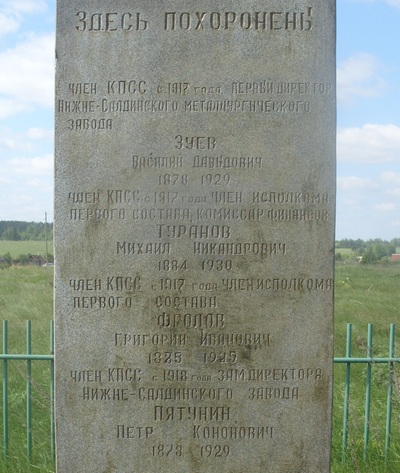 ЗДЕСЬ ПОХОРОНЕНЫ
ЧЛЕН КПСС С 1917 ГОДА ПЕРВЫЙ ДИРЕКТОР
НИЖНЕ-САЛДИНСКОГО МЕТАЛЛУРГИЧЕСКОГО
ЗАВОДА
ЗУЕВ
ВАСИЛИЙ ДАВЫДОВИЧ
1878 1929
ЧЛЕН КПСС С 1917 ГОДА ЧЛЕН ИСПОЛКОМА
ПЕРВОГО СОСТАВА, КОМИССАР ФИНАНСОВ
ТУРАНОВ
МИХАИЛ НИКАНДРОВИЧ
1884 1930
ЧЛЕН КПСС С 1917 ГОДА ЧЛЕН ИСПОЛКОМА
ПЕРВОГО СОСТАВА
ФРОЛОВ
ГРИГОРИЙ ИВАНОВИЧ
1885 1925
ЧЛЕН КПСС С 1918 ГОДА ЗАМ.ДИРЕКТОРА
НИЖНЕ-САЛДИНСКОГО ЗАВОДА
ПЯТУНИН
ПЕТР КОНОНОВИЧ
1873 1929